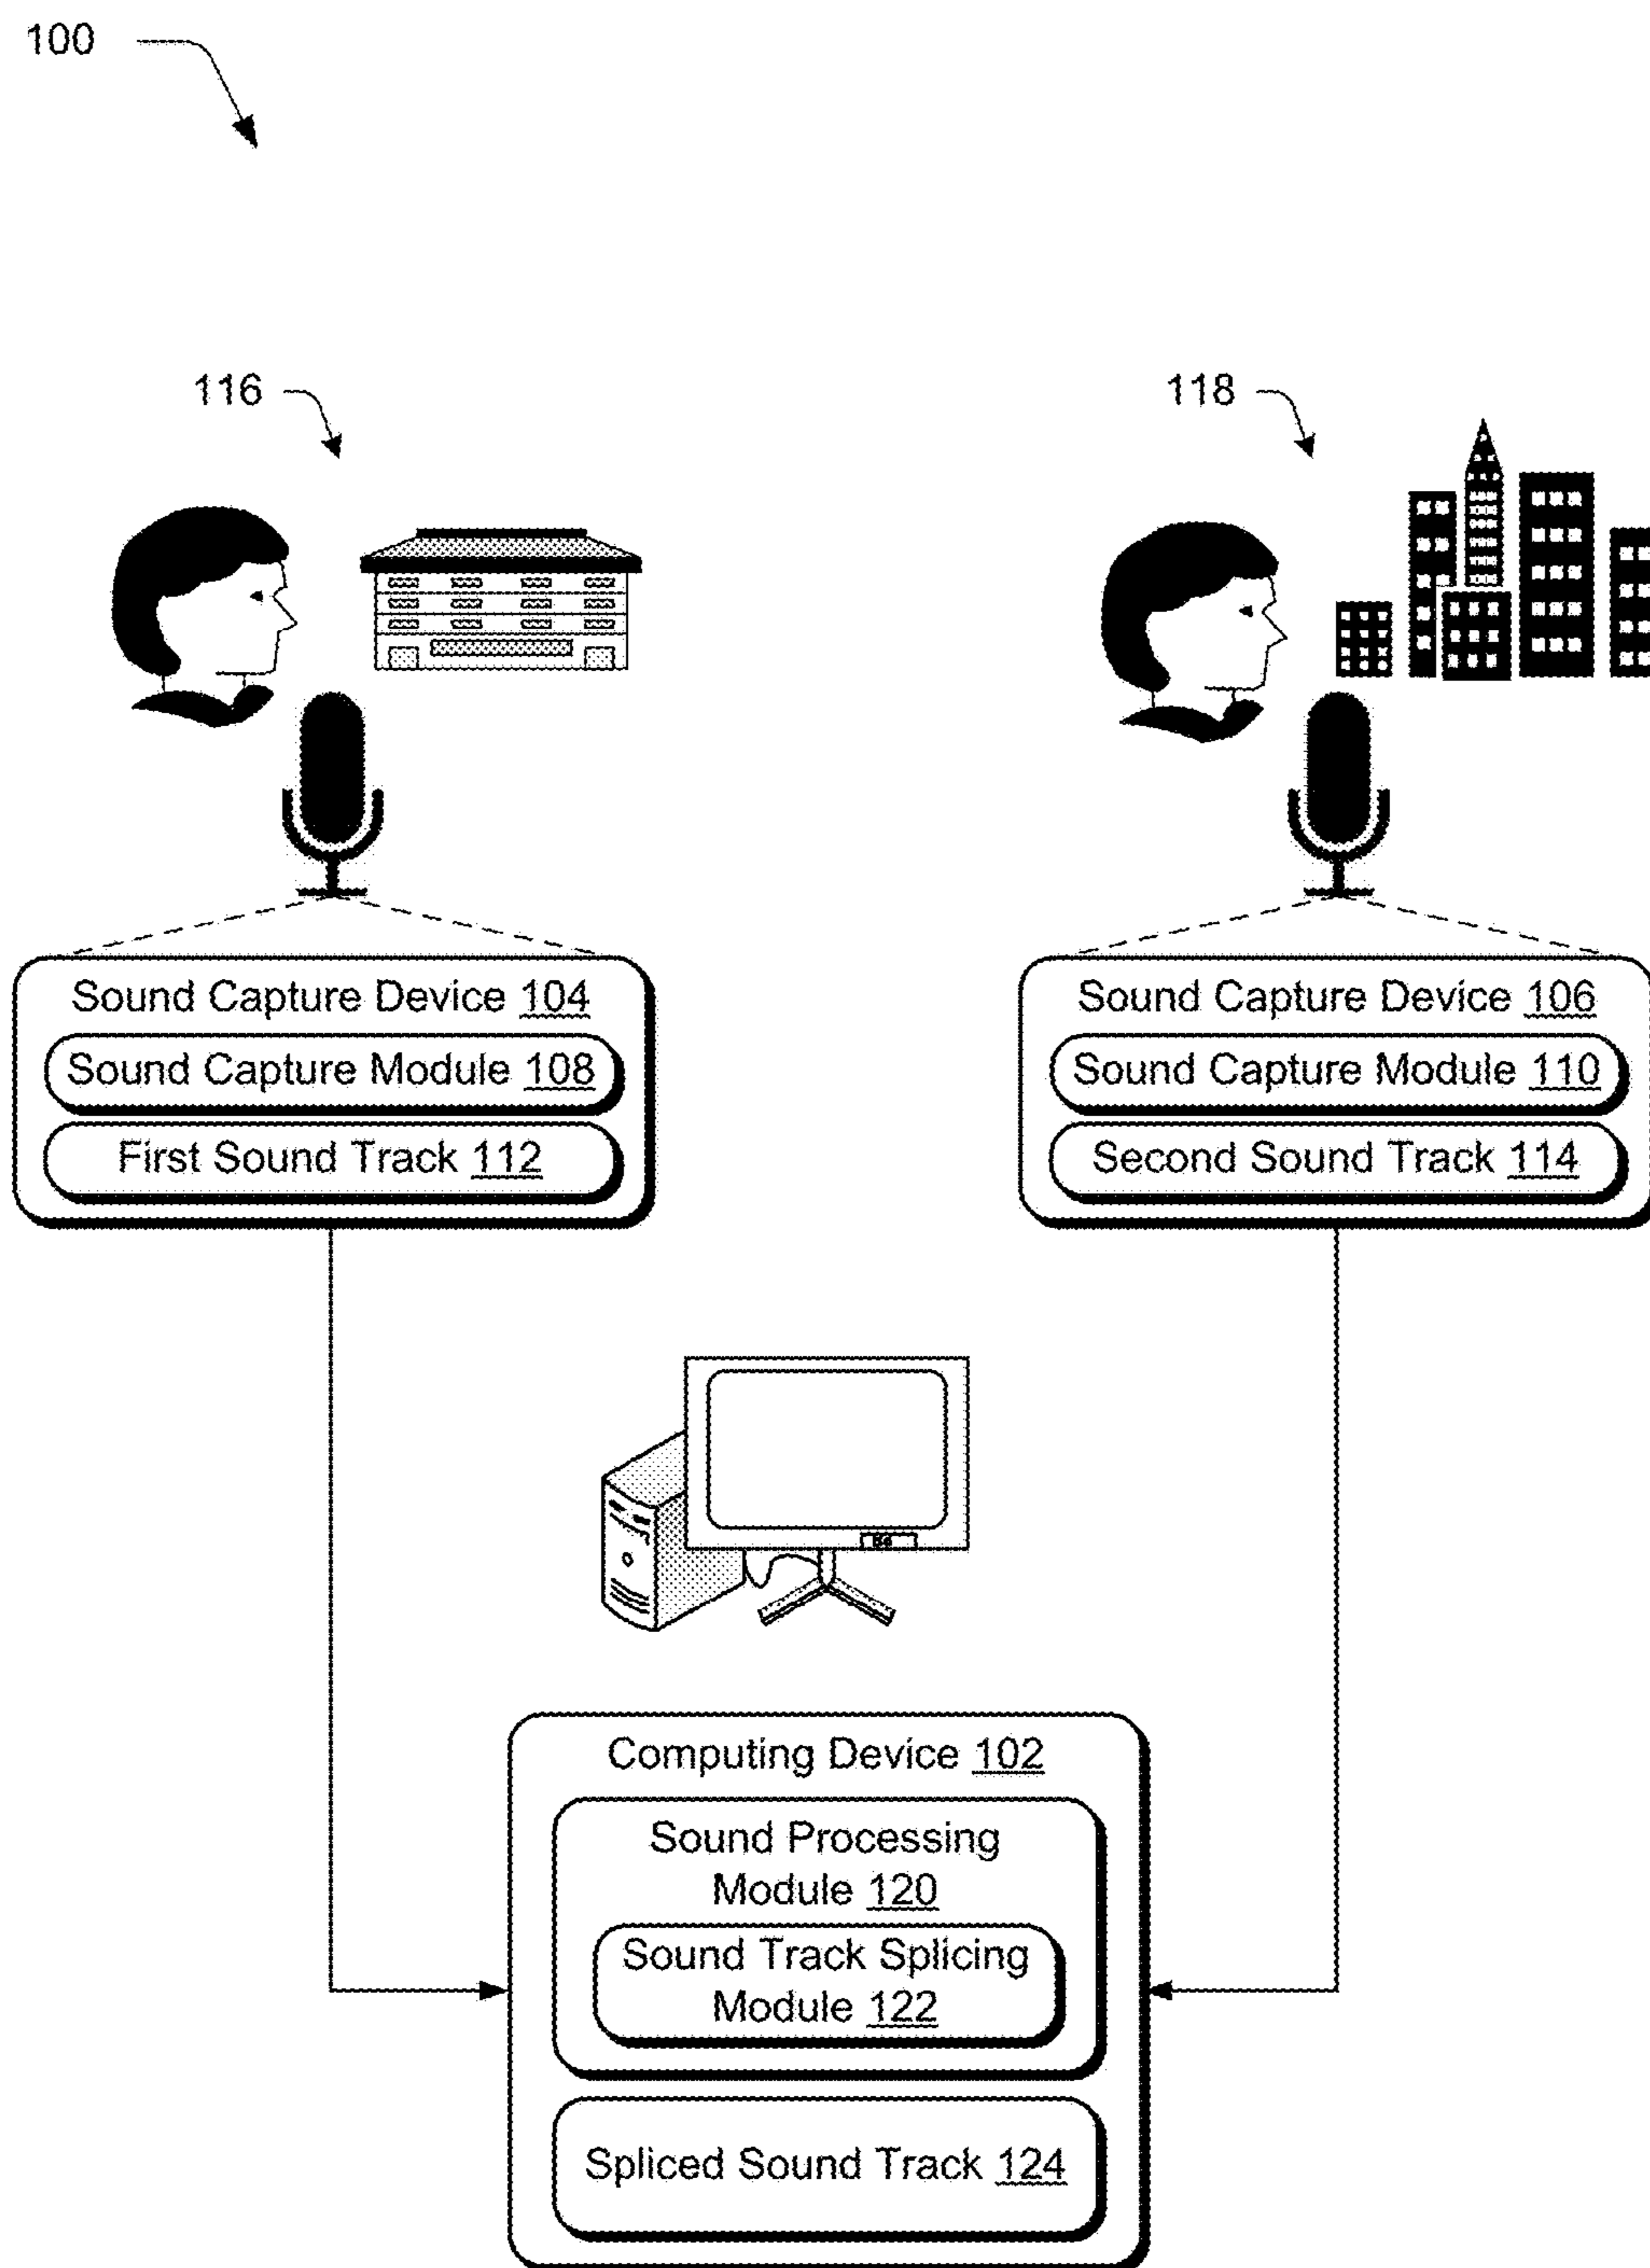 100
116
118
Sound Capture Device 104
Sound Capture Module 108
First Sound Track 112
Sound Capture Device 106
Sound Capture Module 110
Second Sound Track 114
Computing Device 102
Sound Processing
Module 120
Sound Track Splicing
Module 122
Spliced Sound Track 124